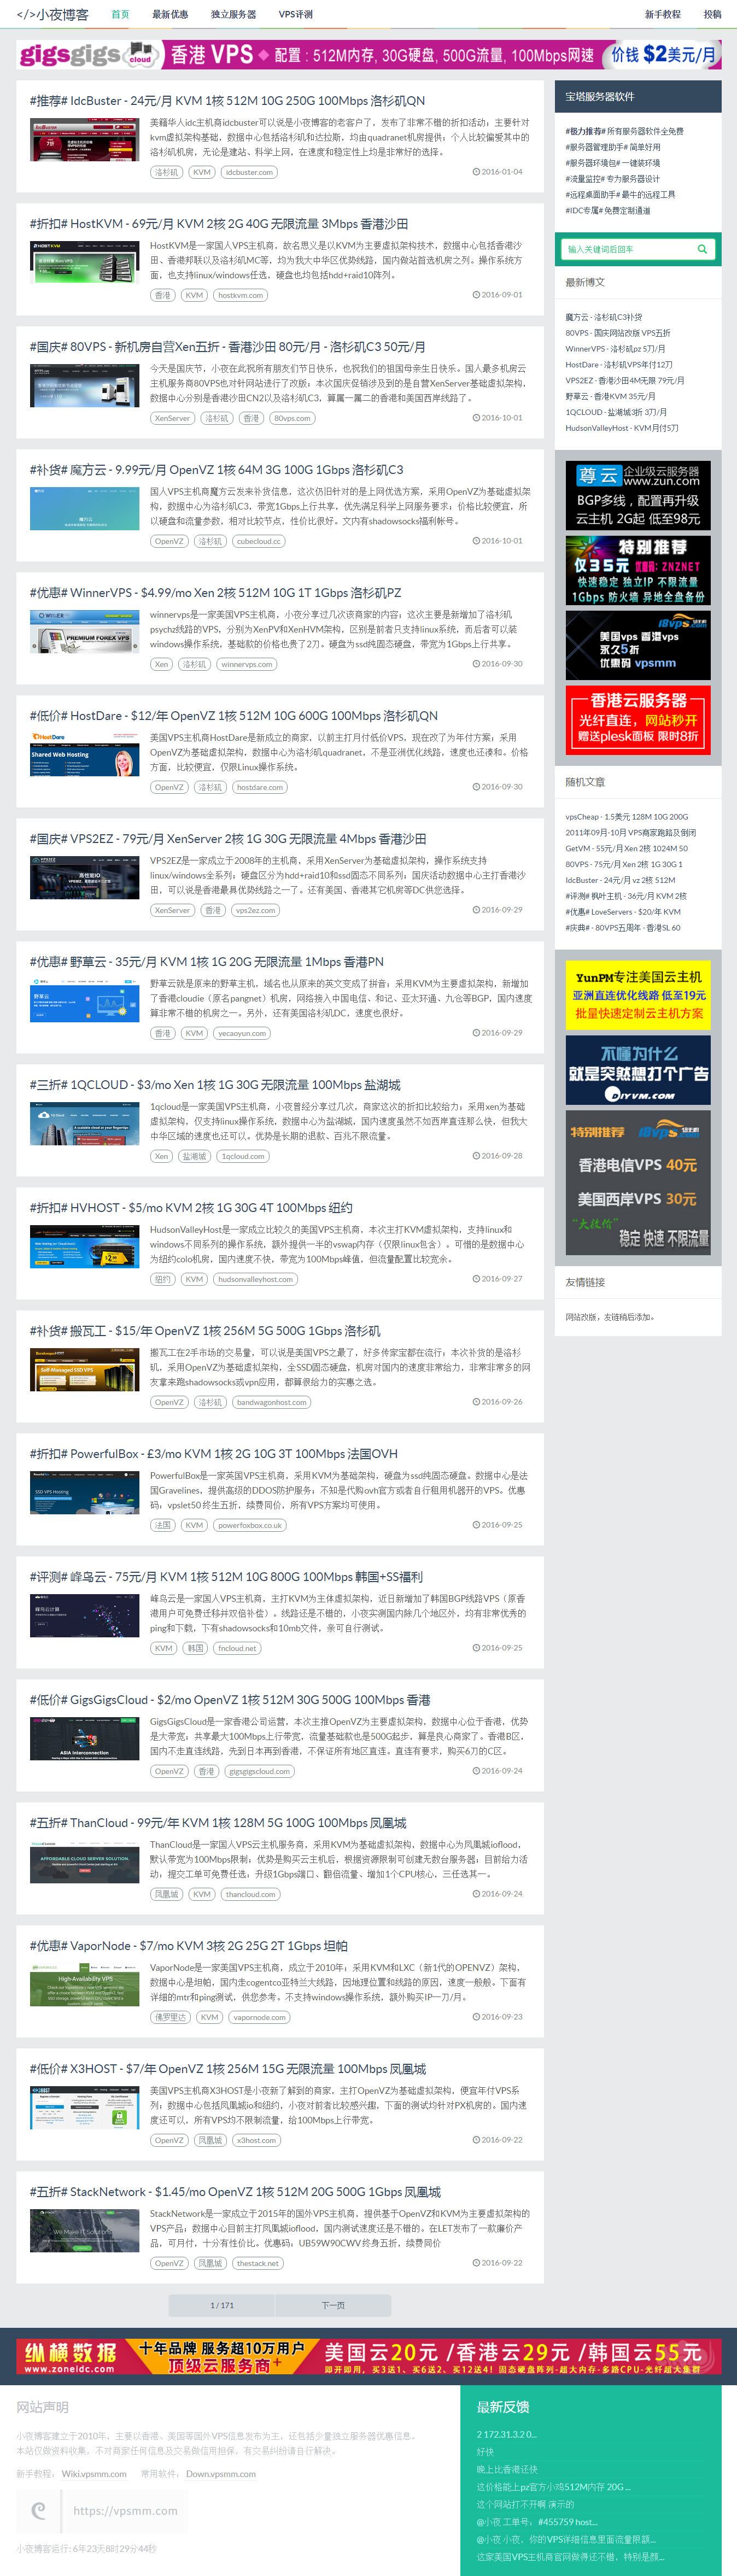 </>小夜博客
首页
最新优惠
独立服务器
VPS评测
新手教程
投稿
gigsgigs cloud 香港 VPS 配置：512M内存, 30G硬盘, 500G流量, 100Mbps网速 价钱 $2美元/月
#推荐# IdcBuster - 24元/月 KVM 1核 512M 10G 250G 100Mbps 洛杉矶QN
美籍华人idc主机商idcbuster可以说是小夜博客的老客户了，发布了非常不错的折扣活动；主要针对
kvm虚拟架构基础，数据中心包括洛杉矶和达拉斯，均由quadranet机房提供；个人比较偏爱其中的
洛杉矶机房，无论是建站、科学上网，在速度和稳定性上均是非常好的选择。
洛杉矶 KVM idcbuster.com 2016-01-04
#折扣# HostKVM - 69元/月 KVM 2核 2G 40G 无限流量 3Mbps 香港沙田
HostKVM是一家国人VPS主机商，故名思义是以KVM为主要虚拟架构技术，数据中心包括香港沙
田、香港邦联以及洛杉矶MC等，均为我大中华区优势线路，国内做站首选机房之列。操作系统方
面，也支持linux/windows任选，硬盘也均包括hdd+raid10阵列。
香港 KVM hostkvm.com 2016-09-01
#国庆# 80VPS - 新机房自营Xen五折 - 香港沙田 80元/月 - 洛杉矶C3 50元/月
今天是国庆节，小夜在此祝所有朋友们节日快乐，也祝我们的祖国母亲生日快乐。国人最多机房云
主机服务商80VPS也对针网站进行了改版；本次国庆促销涉及到的是自营XenServer基础虚拟架构，
数据中心分别是香港沙田CN2以及洛杉矶C3，算属一属二的香港和美国西岸线路了。
XenServer 洛杉矶 香港 80vps.com 2016-10-01
#补货# 魔方云 - 9.99元/月 OpenVZ 1核 64M 3G 100G 1Gbps 洛杉矶C3
国人VPS主机商魔方云发来补货信息，这次仍旧针对的是上网优选方案，采用OpenVZ为基础虚拟架
构，数据中心为洛杉矶C3，带宽1Gbps上行共享，优先满足科学上网服务要求；价格比较便宜，所
以硬盘和流量参数，相对比较节点，性价比很好。文内有shadowsocks福利帐号。
OpenVZ 洛杉矶 cubecloud.cc 2016-10-01
#优惠# WinnerVPS - $4.99/mo Xen 2核 512M 10G 1T 1Gbps 洛杉矶PZ
winnervps是一家美国VPS主机商，小夜分享过几次该商家的内容；这次主要是新增加了洛杉矶
psychz线路的VPS，分别为XenPV和XenHVM架构，区别是前者只支持linux系统，而后者可以装
windows操作系统，基础款的价格也贵了2刀。硬盘为ssd纯固态硬盘，带宽为1Gbps上行共享。
Xen 洛杉矶 winnervps.com 2016-09-30
#低价# HostDare - $12/年 OpenVZ 1核 512M 10G 600G 100Mbps 洛杉矶QN
美国VPS主机商HostDare是新成立的商家，以前主打月付低价VPS，现在改了为年付方案；采用
OpenVZ为基础虚拟架构，数据中心为洛杉矶quadranet，不是亚洲优化线路，速度也还凑和。价格
方面，比较便宜，仅限Linux操作系统。
OpenVZ 洛杉矶 hostdare.com 2016-09-30
#国庆# VPS2EZ - 79元/月 XenServer 2核 1G 30G 无限流量 4Mbps 香港沙田
VPS2EZ是一家成立于2008年的主机商，采用XenServer为基础虚拟架构，操作系统支持
linux/windows全系列；硬盘区分为hdd+raid10和ssd固态不同系列；国庆活动数据中心主打香港沙
田，可以说是香港最具优势线路之一了。还有美国、香港其它机房等DC供您选择。
XenServer 香港 vps2ez.com 2016-09-29
#优惠# 野草云 - 35元/月 KVM 1核 1G 20G 无限流量 1Mbps 香港PN
野草云就是原来的野草主机，域名也从原来的英文变成了拼音；采用KVM为主要虚拟架构，新增加
了香港cloudie（原名pangnet）机房，网络接入中国电信、和记、亚太环通、九仓等BGP，国内速度
算非常不错的机房之一。另外，还有美国洛杉矶DC，速度也很好。
香港 KVM yecaoyun.com 2016-09-29
#三折# 1QCLOUD - $3/mo Xen 1核 1G 30G 无限流量 100Mbps 盐湖城
1qcloud是一家美国VPS主机商，小夜曾经分享过几次，商家这次的折扣比较给力；采用xen为基础
虚拟架构，仅支持linux操作系统，数据中心为盐湖城，国内速度虽然不如西岸直连那么快，但我大
中华区域的速度也还可以。优势是长期的退款、百兆不限流量。
Xen 盐湖城 1qcloud.com 2016-09-28
#折扣# HVHOST - $5/mo KVM 2核 1G 30G 4T 100Mbps 纽约
HudsonValleyHost是一家成立比较久的美国VPS主机商，本次主打KVM虚拟架构，支持linux和
windows不同系列的操作系统，额外提供一半的vswap内存（仅限linux包含）。可惜的是数据中心
为纽约colo机房，国内速度不快，带宽为100Mbps峰值，但流量配置比较宽余。
纽约 KVM hudsonvalleyhost.com 2016-09-27
#补货# 搬瓦工 - $15/年 OpenVZ 1核 256M 5G 500G 1Gbps 洛杉矶
搬瓦工在2手市场的交易量，可以说是美国VPS之最了，好多传家宝都在流行；本次补货的是洛杉
矶，采用OpenVZ为基础虚拟架构，全SSD固态硬盘，机房对国内的速度非常给力，非常非常多的网
友拿来跑shadowsocks或vpn应用，都算很给力的实惠之选。
OpenVZ 洛杉矶 bandwagonhost.com 2016-09-26
#折扣# PowerfulBox - £3/mo KVM 1核 2G 10G 3T 100Mbps 法国OVH
PowerfulBox是一家英国VPS主机商，采用KVM为基础架构，硬盘为ssd纯固态硬盘。数据中心是法
国Gravelines，提供高级的DDOS防护服务；不知是代购ovh官方或者自行租用机器开的VPS。优惠
码：vpslet50 终生五折，续费同价，所有VPS方案均可使用。
法国 KVM powerfoxbox.co.uk 2016-09-25
#评测# 峰鸟云 - 75元/月 KVM 1核 512M 10G 800G 100Mbps 韩国+SS福利
峰鸟云是一家国人VPS主机商，主打KVM为主体虚拟架构，近日新增加了韩国BGP线路VPS（原香
港用户可免费迁移并双倍补偿）。线路还是不错的，小夜实测国内除几个地区外，均有非常优秀的
ping和下载，下有shadowsocks和10mb文件，亲可自行测试。
KVM 韩国 fncloud.net 2016-09-25
#低价# GigsGigsCloud - $2/mo OpenVZ 1核 512M 30G 500G 100Mbps 香港
GigsGigsCloud是一家香港公司运营，本次主推OpenVZ为主要虚拟架构，数据中心位于香港，优势
是大带宽；共享最大100Mbps上行带宽，流量基础款也是500G起步，算是良心商家了。香港B区，
国内不走直连线路，先到日本再到香港，不保证所有地区直连。直连有要求，购买6刀的C区。
OpenVZ 香港 gigsgigscloud.com 2016-09-24
#五折# ThanCloud - 99元/年 KVM 1核 128M 5G 100G 100Mbps 凤凰城
ThanCloud是一家国人VPS云主机服务商，采用KVM为基础虚拟架构，数据中心为凤凰城ioflood，
默认带宽为100Mbps限制；优势是购买云主机后，根据资源限制可创建无数台服务器；目前给力活
动，提交工单可免费任选：升级1Gbps端口、翻倍流量、增加1个CPU核心，三任选其一。
凤凰城 KVM thancloud.com 2016-09-24
#优惠# VaporNode - $7/mo KVM 3核 2G 25G 2T 1Gbps 坦帕
VaporNode是一家美国VPS主机商，成立于2010年；采用KVM和LXC（新1代的OPENVZ）架构，
数据中心是坦帕，国内走cogentco亚特兰大线路，因地理位置和线路的原因，速度一般般。下面有
详细的mtr和ping测试，供您参考。不支持windows操作系统，额外购买IP一刀/月。
佛罗里达 KVM vapornode.com 2016-09-23
#低价# X3HOST - $7/年 OpenVZ 1核 256M 15G 无限流量 100Mbps 凤凰城
美国VPS主机商X3HOST是小夜新了解到的商家，主打OpenVZ为基础虚拟架构，便宜年付VPS系
列；数据中心包括凤凰城io和纽约，小夜对前者比较感兴趣，下面的测试均针对PX机房的。国内速
度还可以，所有VPS均不限制流量，给100Mbps上行带宽。
OpenVZ 凤凰城 x3host.com 2016-09-22
#五折# StackNetwork - $1.45/mo OpenVZ 1核 512M 20G 500G 1Gbps 凤凰城
StackNetwork是一家成立于2015年的国外VPS主机商，提供基于OpenVZ和KVM为主要虚拟架构的
VPS产品；数据中心目前主打凤凰城ioflood，国内测试速度还是不错的。在LET发布了一款廉价产
品，可月付，十分有性价比。优惠码：UB59W90CWV 终身五折，续费同价
OpenVZ 凤凰城 thestack.net 2016-09-22
1 / 171
下一页
宝塔服务器软件
#极力推荐# 所有服务器软件全免费
#服务器管理助手# 简单好用
#服务器环境包# 一键装环境
#流量监控# 专为服务器设计
#远程桌面助手# 最牛的远程工具
#IDC专属# 免费定制通道
输入关键词后回车
最新博文
魔方云 - 洛杉矶C3补货
80VPS - 国庆网站改版 VPS五折
WinnerVPS - 洛杉矶pz 5刀/月
HostDare - 洛杉矶VPS年付12刀
VPS2EZ - 香港沙田4M无限 79元/月
野草云 - 香港KVM 35元/月
1QCLOUD - 盐湖城3折 3刀/月
HudsonValleyHost - KVM月付5刀
尊云 企业级云服务器
www.zun.com
BGP多线，配置再升级
云主机 2G起 低至98元
特别推荐
仅35元 优惠码: ZNZNET
快速稳定 独立IP 不限流量
1Gbps 防火墙 异地全盘备份
i8vps.com
美国vps 香港vps
永久5折
优惠码 vpsmm
香港云服务器
光纤直连，网站秒开
赠送plesk面板 限时8折
随机文章
vpsCheap - 1.5美元 128M 10G 200G
2011年09月-10月 VPS商家跑路及倒闭
GetVM - 55元/月 Xen 2核 1024M 50
80VPS - 75元/月 Xen 2核 1G 30G 1
IdcBuster - 24元/月 vz 2核 512M
#评测# 枫叶主机 - 36元/月 KVM 2核
#优惠# LoveServers - $20/年 KVM
#庆典# - 80VPS五周年 - 香港SL 60
YunPM专注美国云主机
亚洲直连优化线路 低至19元
批量快速定制云主机方案
不懂为什么
就是突然想打个广告
DIYVM.COM
特别推荐 i8vps.com
香港电信VPS 40元
美国西岸VPS 30元
“大技价”
稳定 快速 不限流量
友情链接
网站改版，友链稍后添加。
纵横数据 www.zoneidc.com 十年品牌 服务超10万用户 顶级云服务商+ 美国云20元 /香港云29元 /韩国云55元
即开即用，买3送1、买6送2、买12送4！固态硬盘阵列-超大内存-多路CPU-光纤超大集群
网站声明
小夜博客建立于2010年，主要以香港、美国等国外VPS信息发布为主，还包括少量独立服务器优惠信息。
本站仅做资料收集，不对商家任何信息及交易做信用担保，有交易纠纷请自行解决。
新手教程，Wiki.vpsmm.com 常用软件，Down.vpsmm.com
https://vpsmm.com
小夜博客运行: 6年23天8时29分44秒
最新反馈
2 172.31.3.2 0...
好快
晚上比香港还快
这价格能上pz官方小鸡512M内存 20G ...
这个网站打不开啊 演示的
@小夜 工单号，#455759 host...
@小夜 小夜，你的VPS详细信息里面流量限额...
这家美国VPS主机商官网做得还不错，特别是颜...